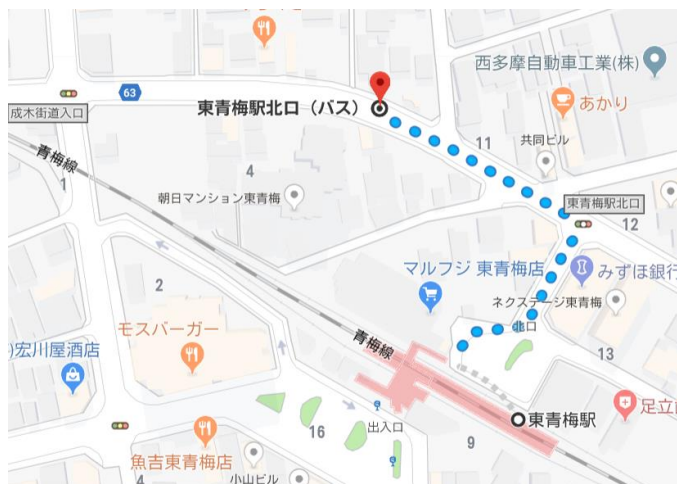 西多摩自動車工業(株)
63
東青梅駅北口（バス）
あかり
成木街道入口
11
共同ビル
青梅線
4
1
朝日マンション東青梅
東青梅駅北口
12
マルフジ 東青梅店
みずほ銀行
2
ネクステージ東青梅
北口
モスバーガー
青梅線
13
)宏川屋酒店
東青梅駅
足立
出入口
16
9
魚吉東青梅店
小山ビル
4